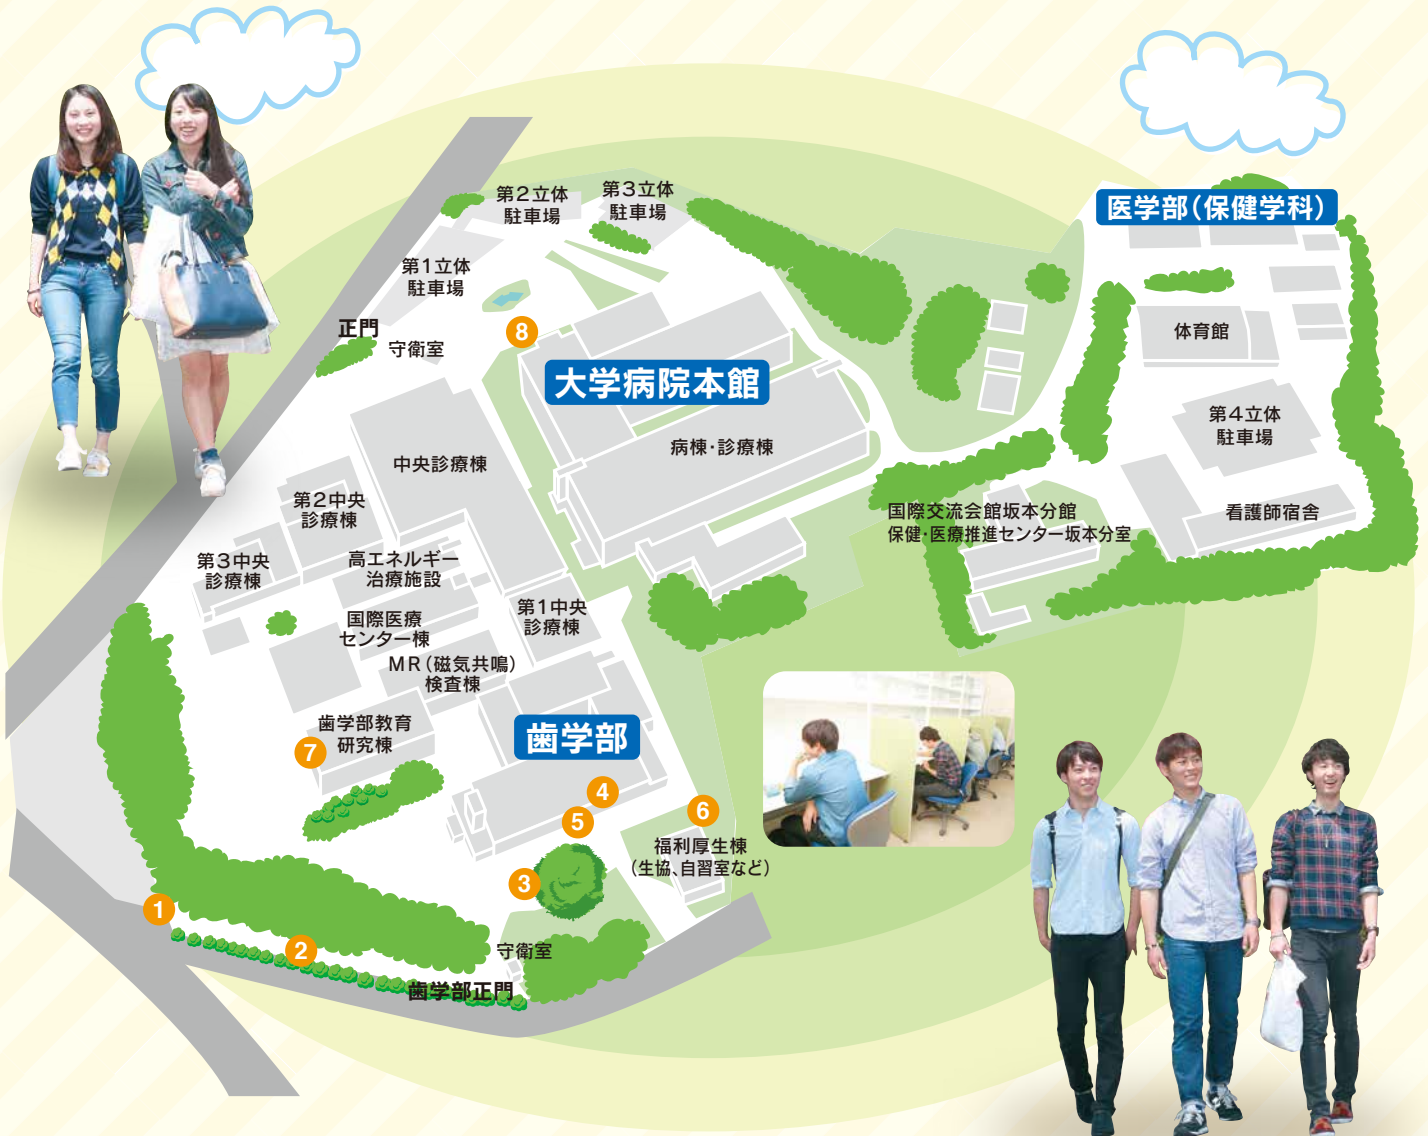 第2立体
駐車場
第3立体
駐車場
医学部(保健学科)
第1立体
駐車場
正門
守衛室
8
体育館
大学病院本館
第4立体
駐車場
病棟・診療棟
中央診療棟
第2中央
診療棟
国際交流会館坂本分館
保健・医療推進センター坂本分室
看護師宿舎
第3中央
診療棟
高エネルギー
治療施設
国際医療
センター棟
第1中央
診療棟
MR(磁気共鳴)
検査棟
歯学部教育
研究棟
7
歯学部
4
5
6
福利厚生棟
(生協、自習室など)
3
1
2
守衛室
歯学部正門